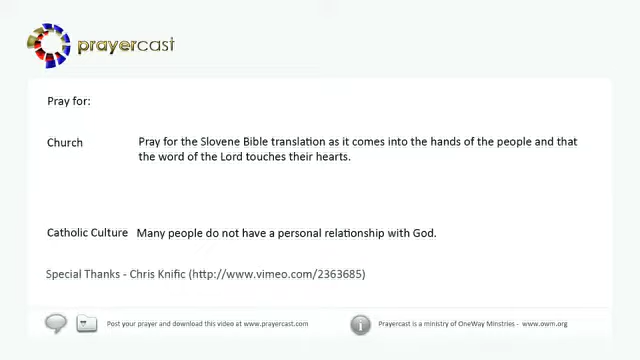 prayercast
Pray for:
Church
Pray for the Slovene Bible translation as it comes into the hands of the people and that
the word of the Lord touches their hearts.
Catholic Culture Many people do not have a personal relationship with God.
Special Thanks - Chris Knific (http://www.vimeo.com/2363685)
Post your prayer and download this video at www.prayercast.com
Prayercast is a ministry of OneWay Minstries - www.owm.org